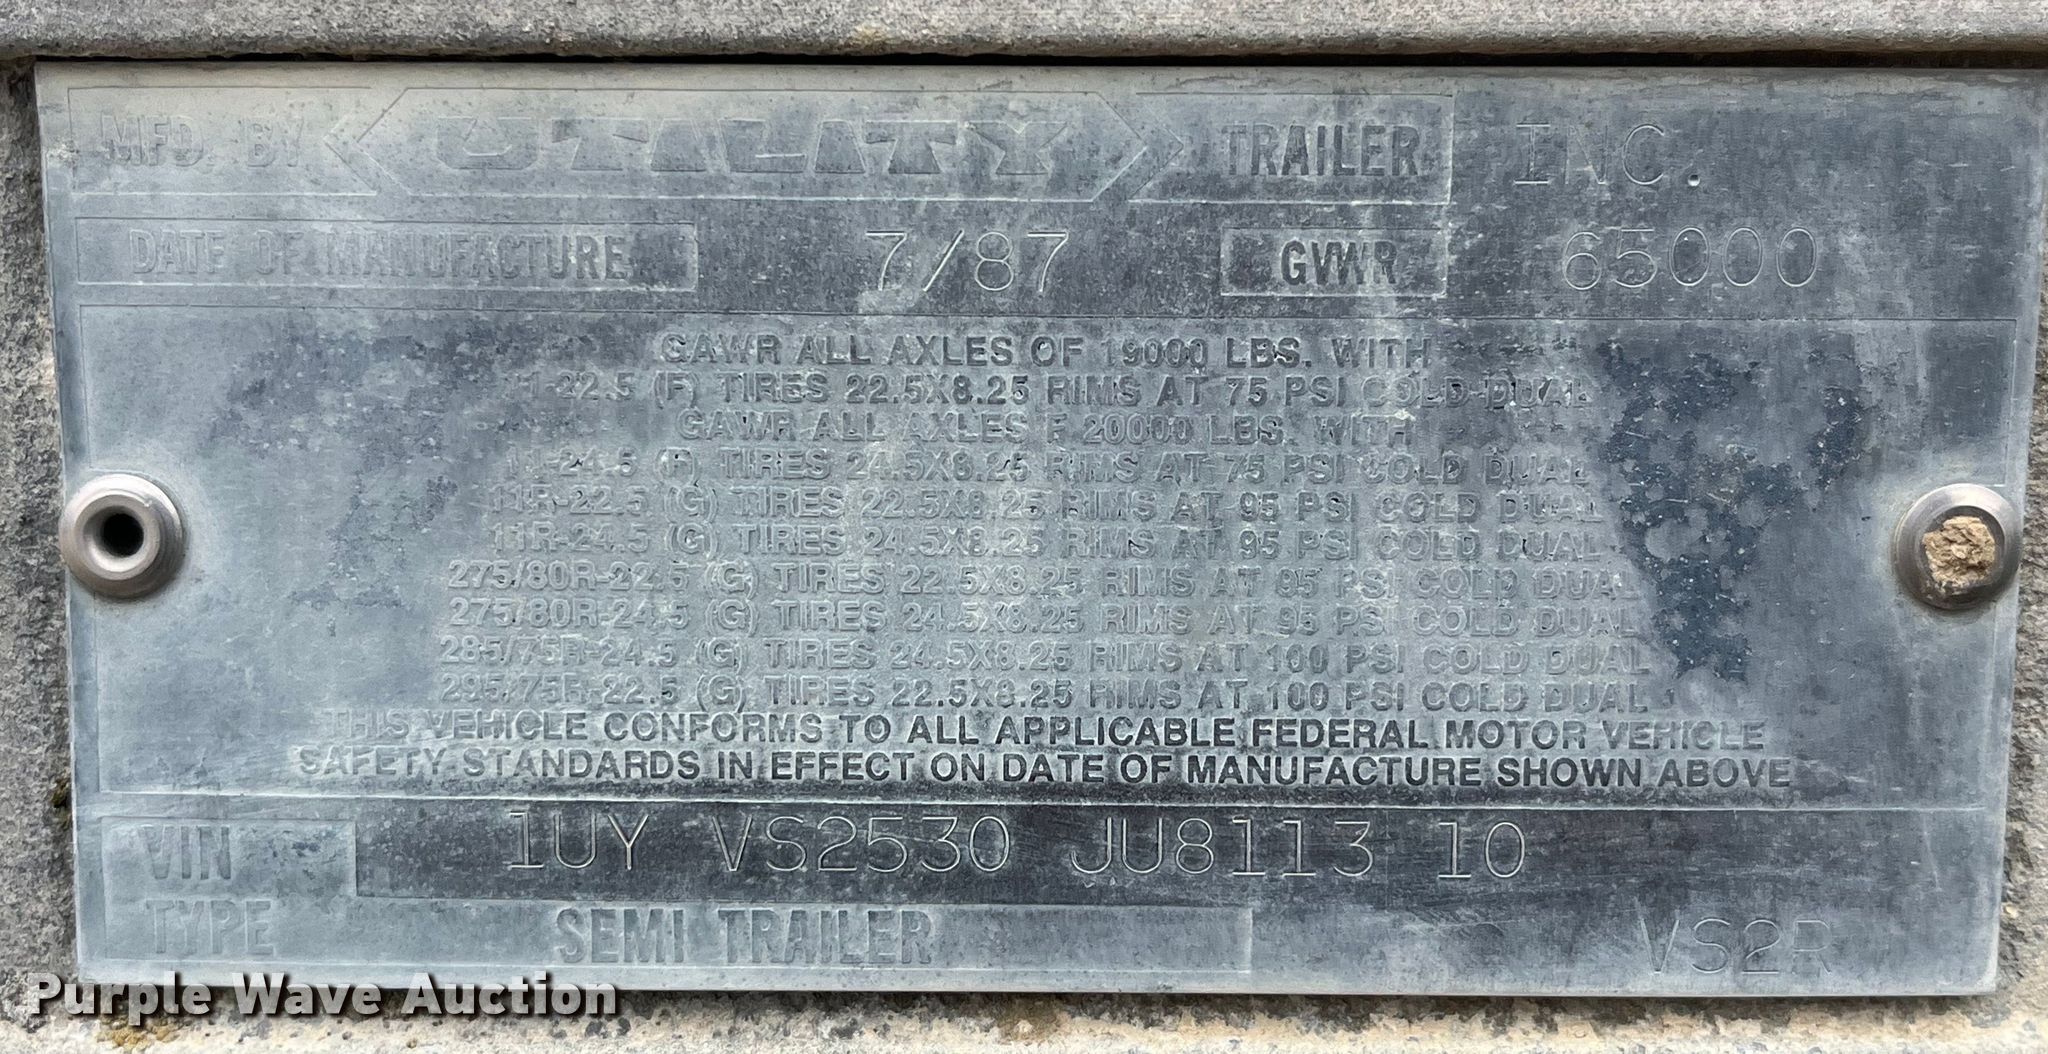 MFD. BY UTILITY TRAILER INC.
DATE OF MANUFACTURE 7/87 GVWR 65000
GAWR ALL AXLES OF 19000 LBS. WITH
11-22.5 (F) TIRES 22.5X8.25 RIMS AT 75 PSI COLD DUAL
GAWR ALL AXLES F 20000 LBS. WITH
11-24.5 (F) TIRES 24.5X8.25 RIMS AT 75 PSI COLD DUAL
11R-22.5 (G) TIRES 22.5X8.25 RIMS AT 95 PSI COLD DUAL
11R-24.5 (G) TIRES 24.5X8.25 RIMS AT 95 PSI COLD DUAL
275/80R-22.5 (G) TIRES 22.5X8.25 RIMS AT 95 PSI COLD DUAL
275/80R-24.5 (G) TIRES 24.5X8.25 RIMS AT 95 PSI COLD DUAL
285/75R-24.5 (G) TIRES 24.5X8.25 RIMS AT 100 PSI COLD DUAL
295/75R-22.5 (G) TIRES 22.5X8.25 RIMS AT 100 PSI COLD DUAL
THIS VEHICLE CONFORMS TO ALL APPLICABLE FEDERAL MOTOR VEHICLE
SAFETY STANDARDS IN EFFECT ON DATE OF MANUFACTURE SHOWN ABOVE
VIN 1UY VS2530 JU8113 10
TYPE SEMI TRAILER VS2R
Purple Wave Auction